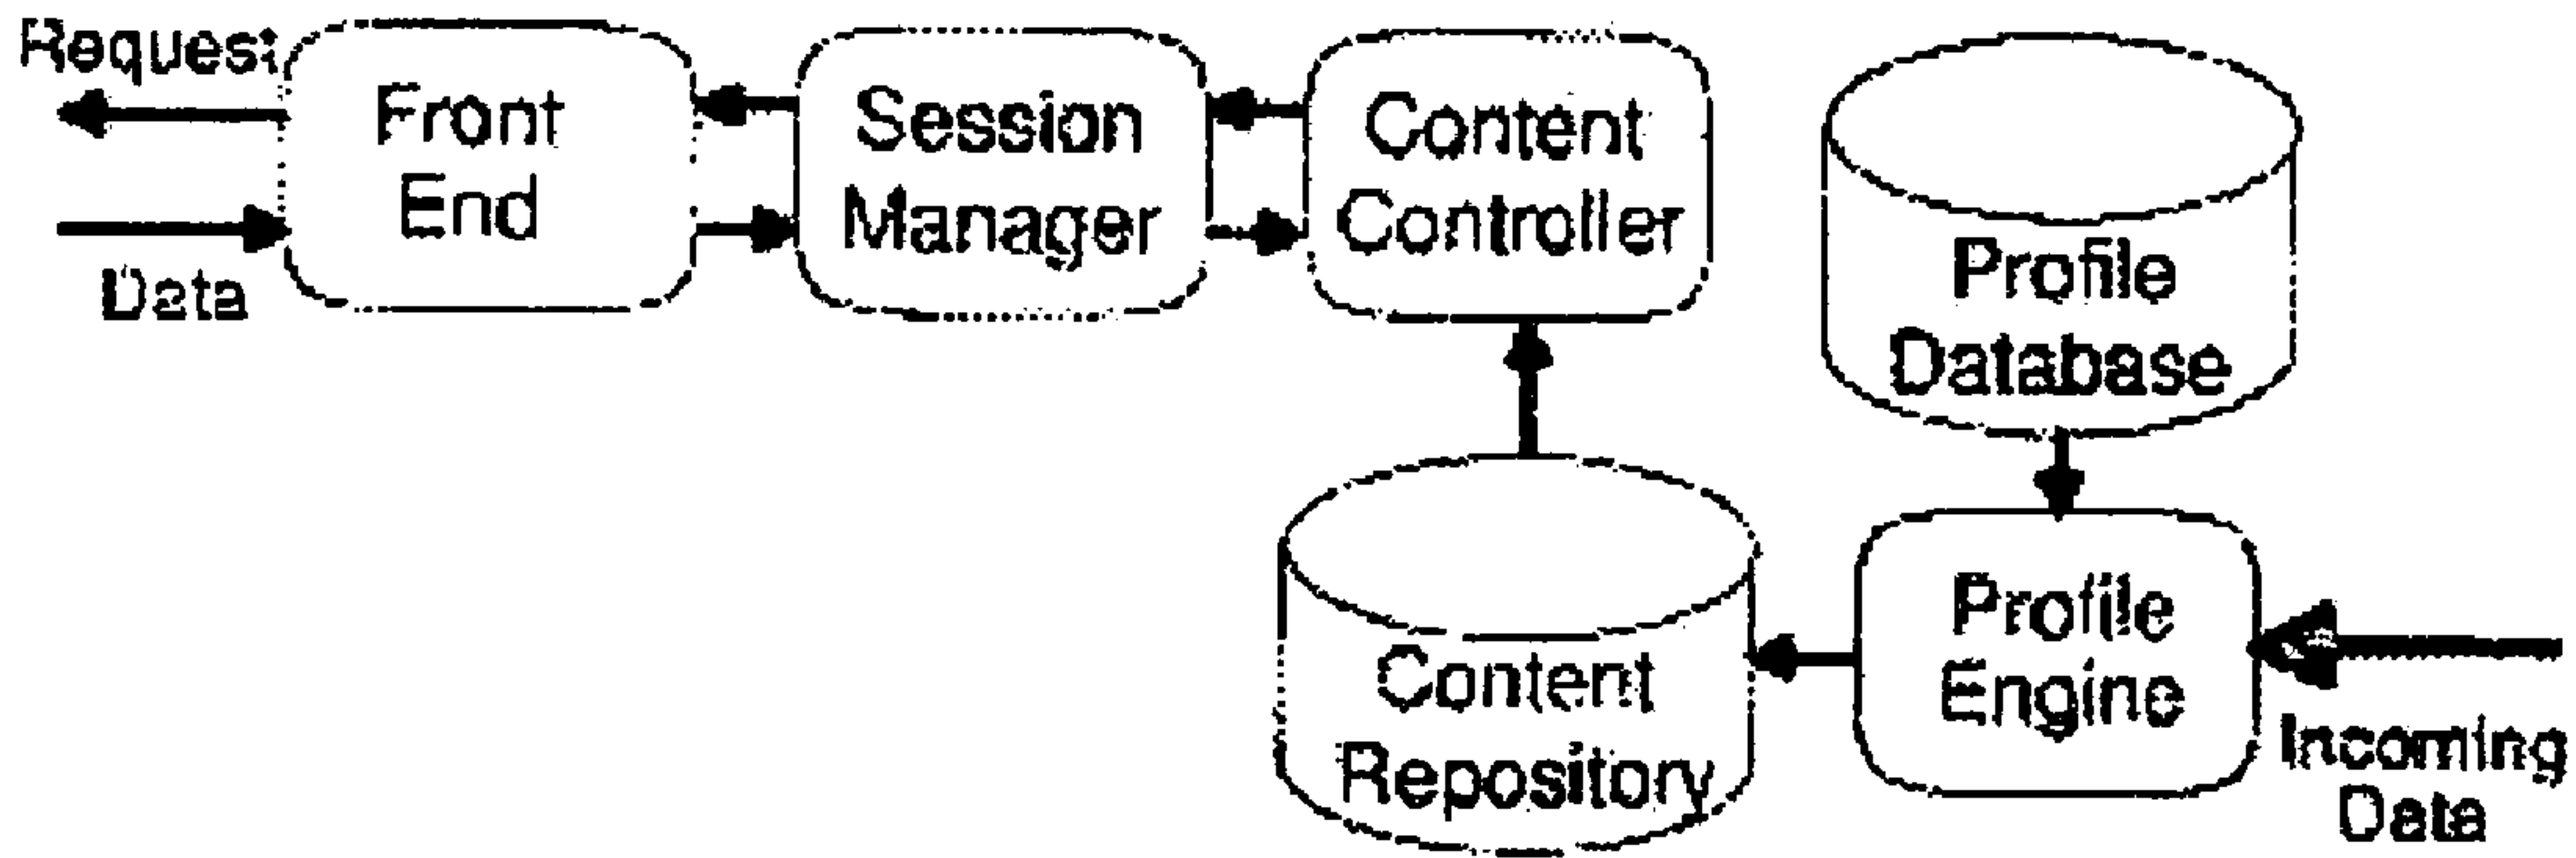 Request
Front
End
Data
Session
Manager
Content
Controller
Profile
Database
Content
Repository
Profile
Engine
Incoming
Data